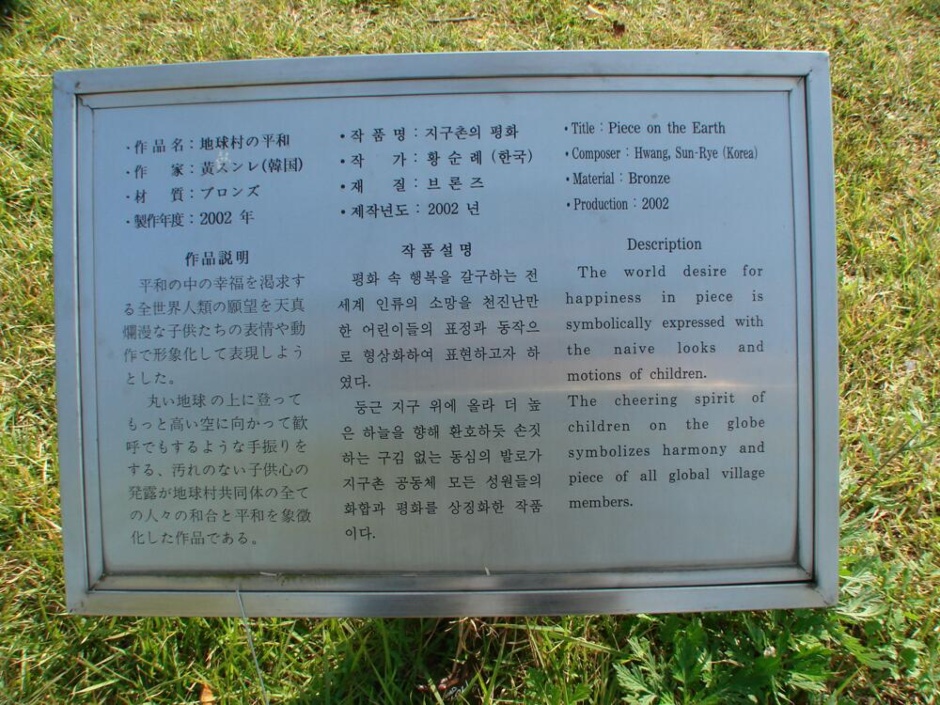 ・作品名：地球村の平和
・作　家：黃スンレ(韓国)
・材　質：ブロンズ
・製作年度：2002 年
作品説明
平和の中の幸福を渇求す
る全世界人類の願望を天真
爛漫な子供たちの表情や動
作で形象化して表現しよう
とした。
丸い地球の上に登って
もっと高い空に向かって歓
呼でもするような手振りを
する、汚れのない子供心の
発露が地球村共同体の全て
の人々の和合と平和を象徴
化した作品である。
・작 품 명 : 지구촌의 평화
・작 가 : 황 순 례 (한국)
・재 질 : 브 론 즈
・제작년도 : 2002 년
작 품 설 명
평화 속 행복을 갈구하는 전
세계 인류의 소망을 천진난만
한 어린이들의 표정과 동작으
로 형상화하여 표현하고자 하
였다.
둥근 지구 위에 올라 더 높
은 하늘을 향해 환호하듯 손짓
하는 구김 없는 동심의 발로가
지구촌 공동체 모든 성원들의
화합과 평화를 상징화한 작품
이다.
・Title : Piece on the Earth
・Composer : Hwang, Sun-Rye (Korea)
・Material : Bronze
・Production : 2002
Description
The world desire for
happiness in piece is
symbolically expressed with
the naive looks and
motions of children.
The cheering spirit of
children on the globe
symbolizes harmony and
piece of all global village
members.